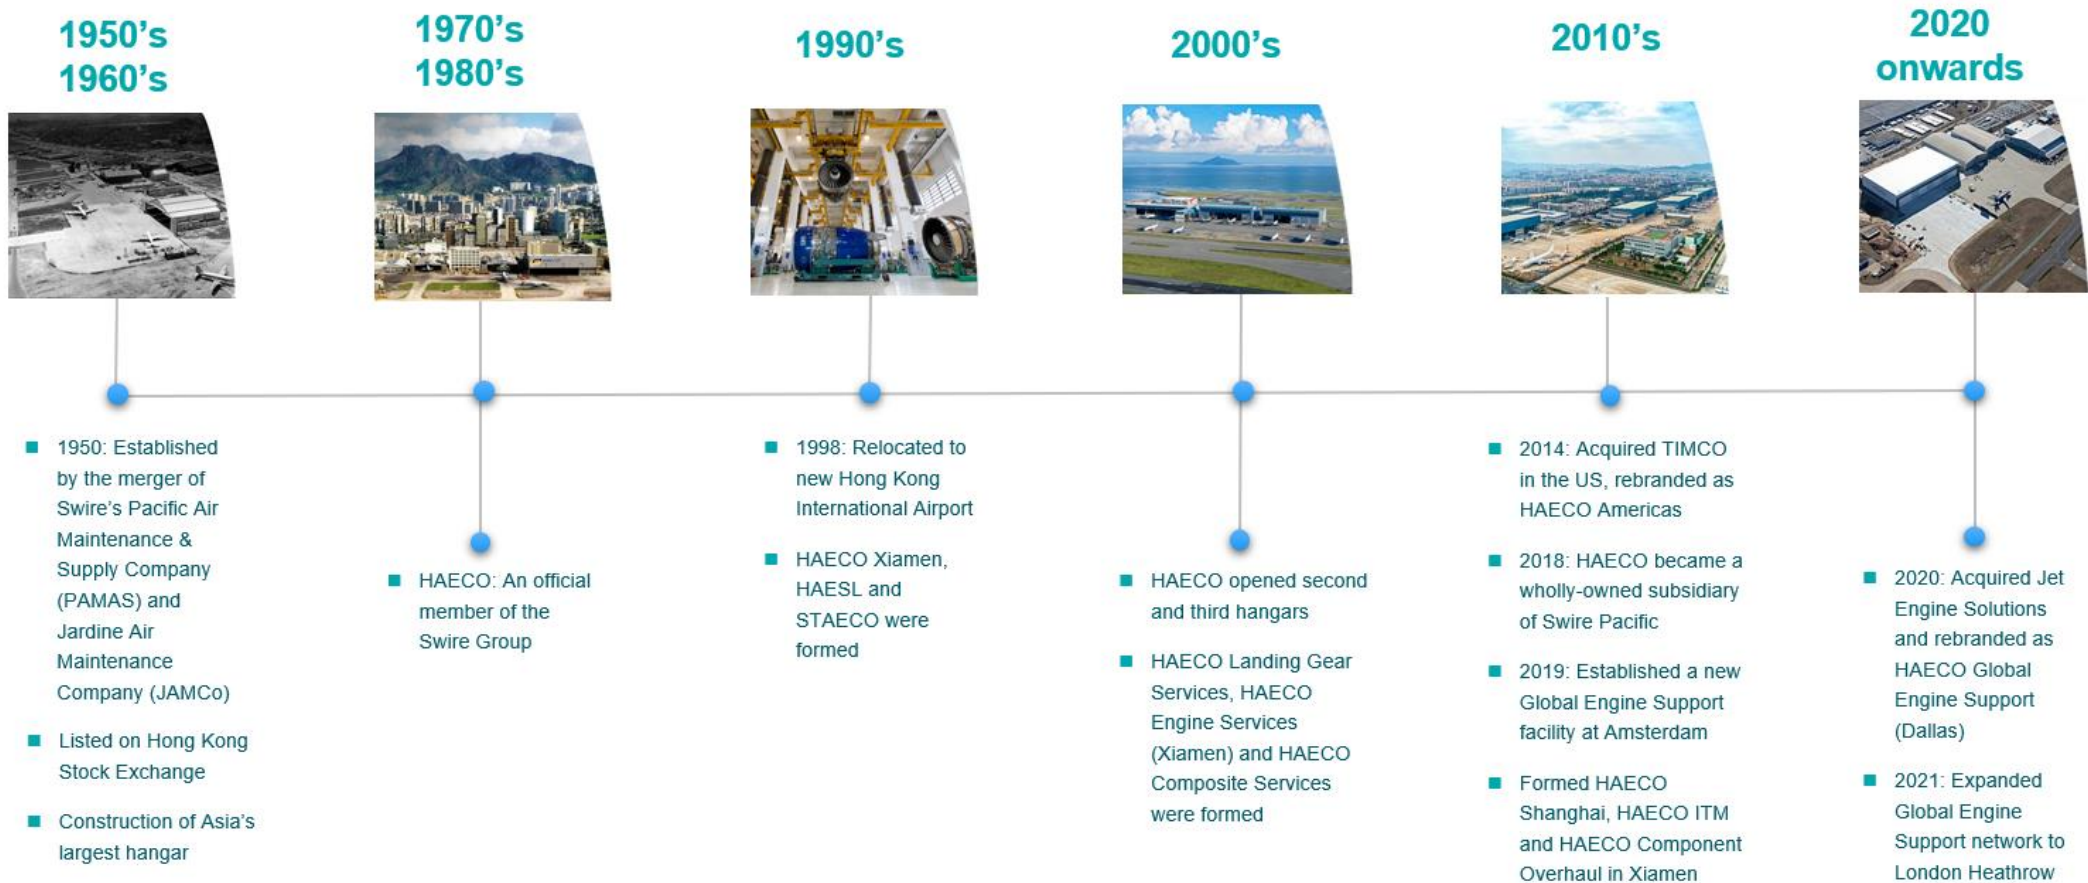 1950’s
1960’s
1970’s
1980’s
1990’s
2000’s
2010’s
2020
onwards
1950: Established
by the merger of
Swire’s Pacific Air
Maintenance &
Supply Company
(PAMAS) and
Jardine Air
Maintenance
Company (JAMCo)
Listed on Hong Kong
Stock Exchange
Construction of Asia’s
largest hangar
HAECO: An official
member of the
Swire Group
1998: Relocated to
new Hong Kong
International Airport
HAECO Xiamen,
HAESL and
STAECO were
formed
HAECO opened second
and third hangars
HAECO Landing Gear
Services, HAECO
Engine Services
(Xiamen) and HAECO
Composite Services
were formed
2014: Acquired TIMCO
in the US, rebranded as
HAECO Americas
2018: HAECO became a
wholly-owned subsidiary
of Swire Pacific
2019: Established a new
Global Engine Support
facility at Amsterdam
Formed HAECO
Shanghai, HAECO ITM
and HAECO Component
Overhaul in Xiamen
2020: Acquired Jet
Engine Solutions
and rebranded as
HAECO Global
Engine Support
(Dallas)
2021: Expanded
Global Engine
Support network to
London Heathrow